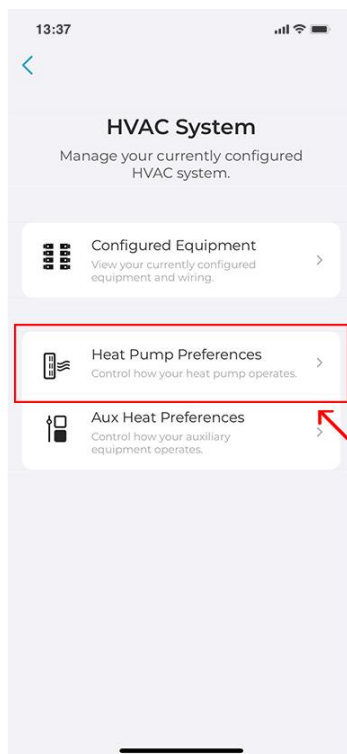 13:37
HVAC System
Manage your currently configured
HVAC system.
Configured Equipment
View your currently configured
equipment and wiring.
Heat Pump Preferences
Control how your heat pump operates.
Aux Heat Preferences
Control how your auxiliary
equipment operates.